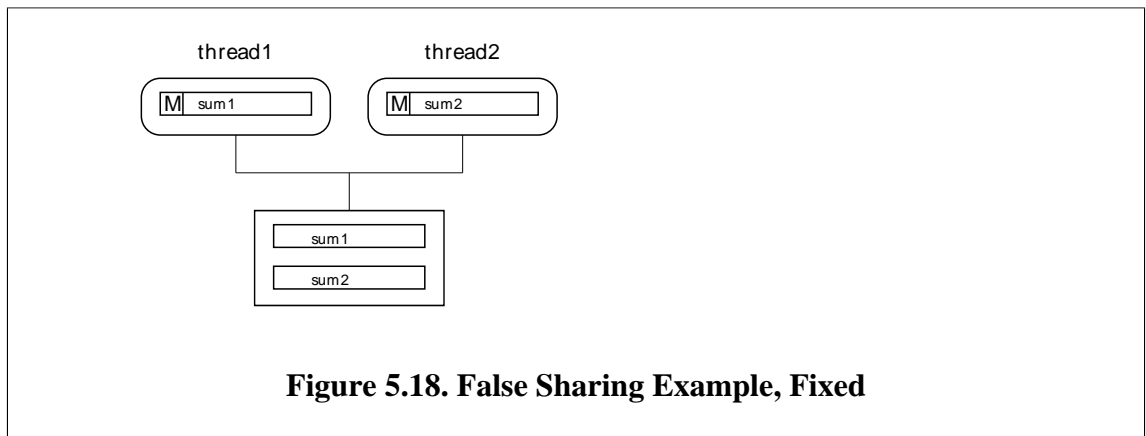 thread1 thread2
M sum1 M sum2
sum1
sum2
Figure 5.18. False Sharing Example, Fixed